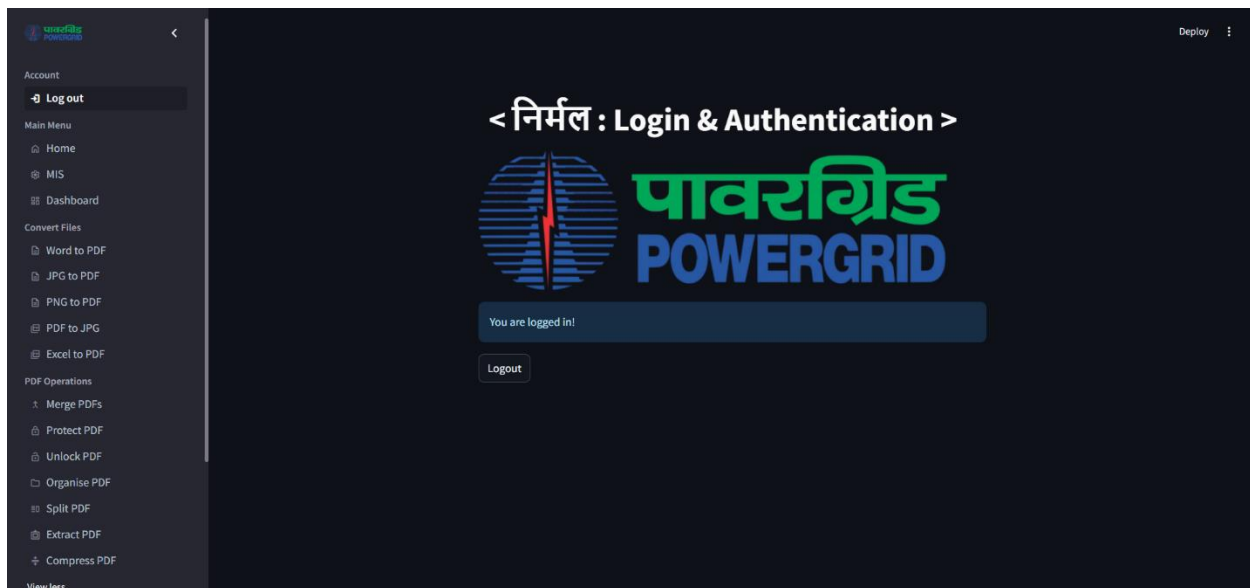 पावरग्रिड
POWERGRID
Account
Log out
Main Menu
Home
MIS
Dashboard
Convert Files
Word to PDF
JPG to PDF
PNG to PDF
PDF to JPG
Excel to PDF
PDF Operations
Merge PDFs
Protect PDF
Unlock PDF
Organise PDF
Split PDF
Extract PDF
Compress PDF
View less
Deploy
< निर्मल : Login & Authentication >
पावरग्रिड
POWERGRID
You are logged in!
Logout